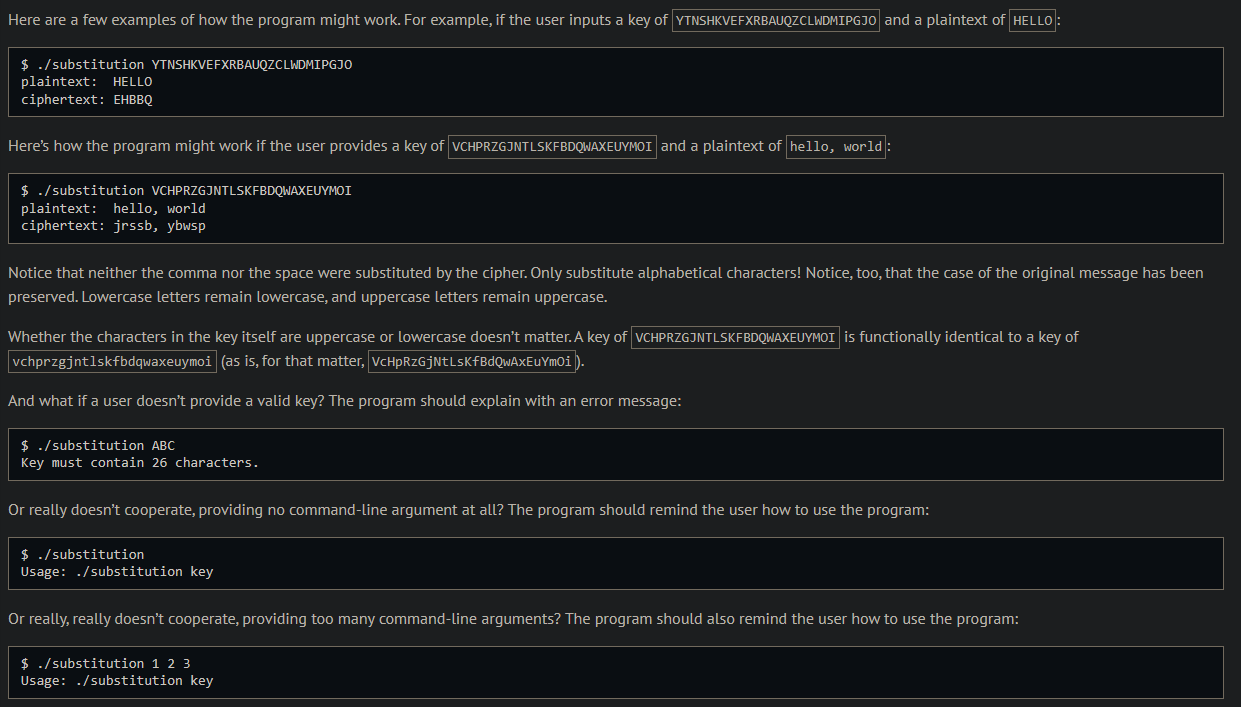 Here are a few examples of how the program might work. For example, if the user inputs a key of YTNSHKVEFXRBAUQZCLWDMIPGJO and a plaintext of HELLO:
$ ./substitution YTNSHKVEFXRBAUQZCLWDMIPGJO
plaintext:  HELLO
ciphertext: EHBBQ
Here’s how the program might work if the user provides a key of VCHPRZGJNTLSKFBDQWAXEUYMOI and a plaintext of hello, world:
$ ./substitution VCHPRZGJNTLSKFBDQWAXEUYMOI
plaintext:  hello, world
ciphertext: jrssb, ybwsp
Notice that neither the comma nor the space were substituted by the cipher. Only substitute alphabetical characters! Notice, too, that the case of the original message has been
preserved. Lowercase letters remain lowercase, and uppercase letters remain uppercase.
Whether the characters in the key itself are uppercase or lowercase doesn’t matter. A key of VCHPRZGJNTLSKFBDQWAXEUYMOI is functionally identical to a key of
vchprzgjntlskfbdqwaxeuymoi (as is, for that matter, VcHpRzGjNtLsKfBdQwAxEuYmOi).
And what if a user doesn’t provide a valid key? The program should explain with an error message:
$ ./substitution ABC
Key must contain 26 characters.
Or really doesn’t cooperate, providing no command-line argument at all? The program should remind the user how to use the program:
$ ./substitution
Usage: ./substitution key
Or really, really doesn’t cooperate, providing too many command-line arguments? The program should also remind the user how to use the program:
$ ./substitution 1 2 3
Usage: ./substitution key